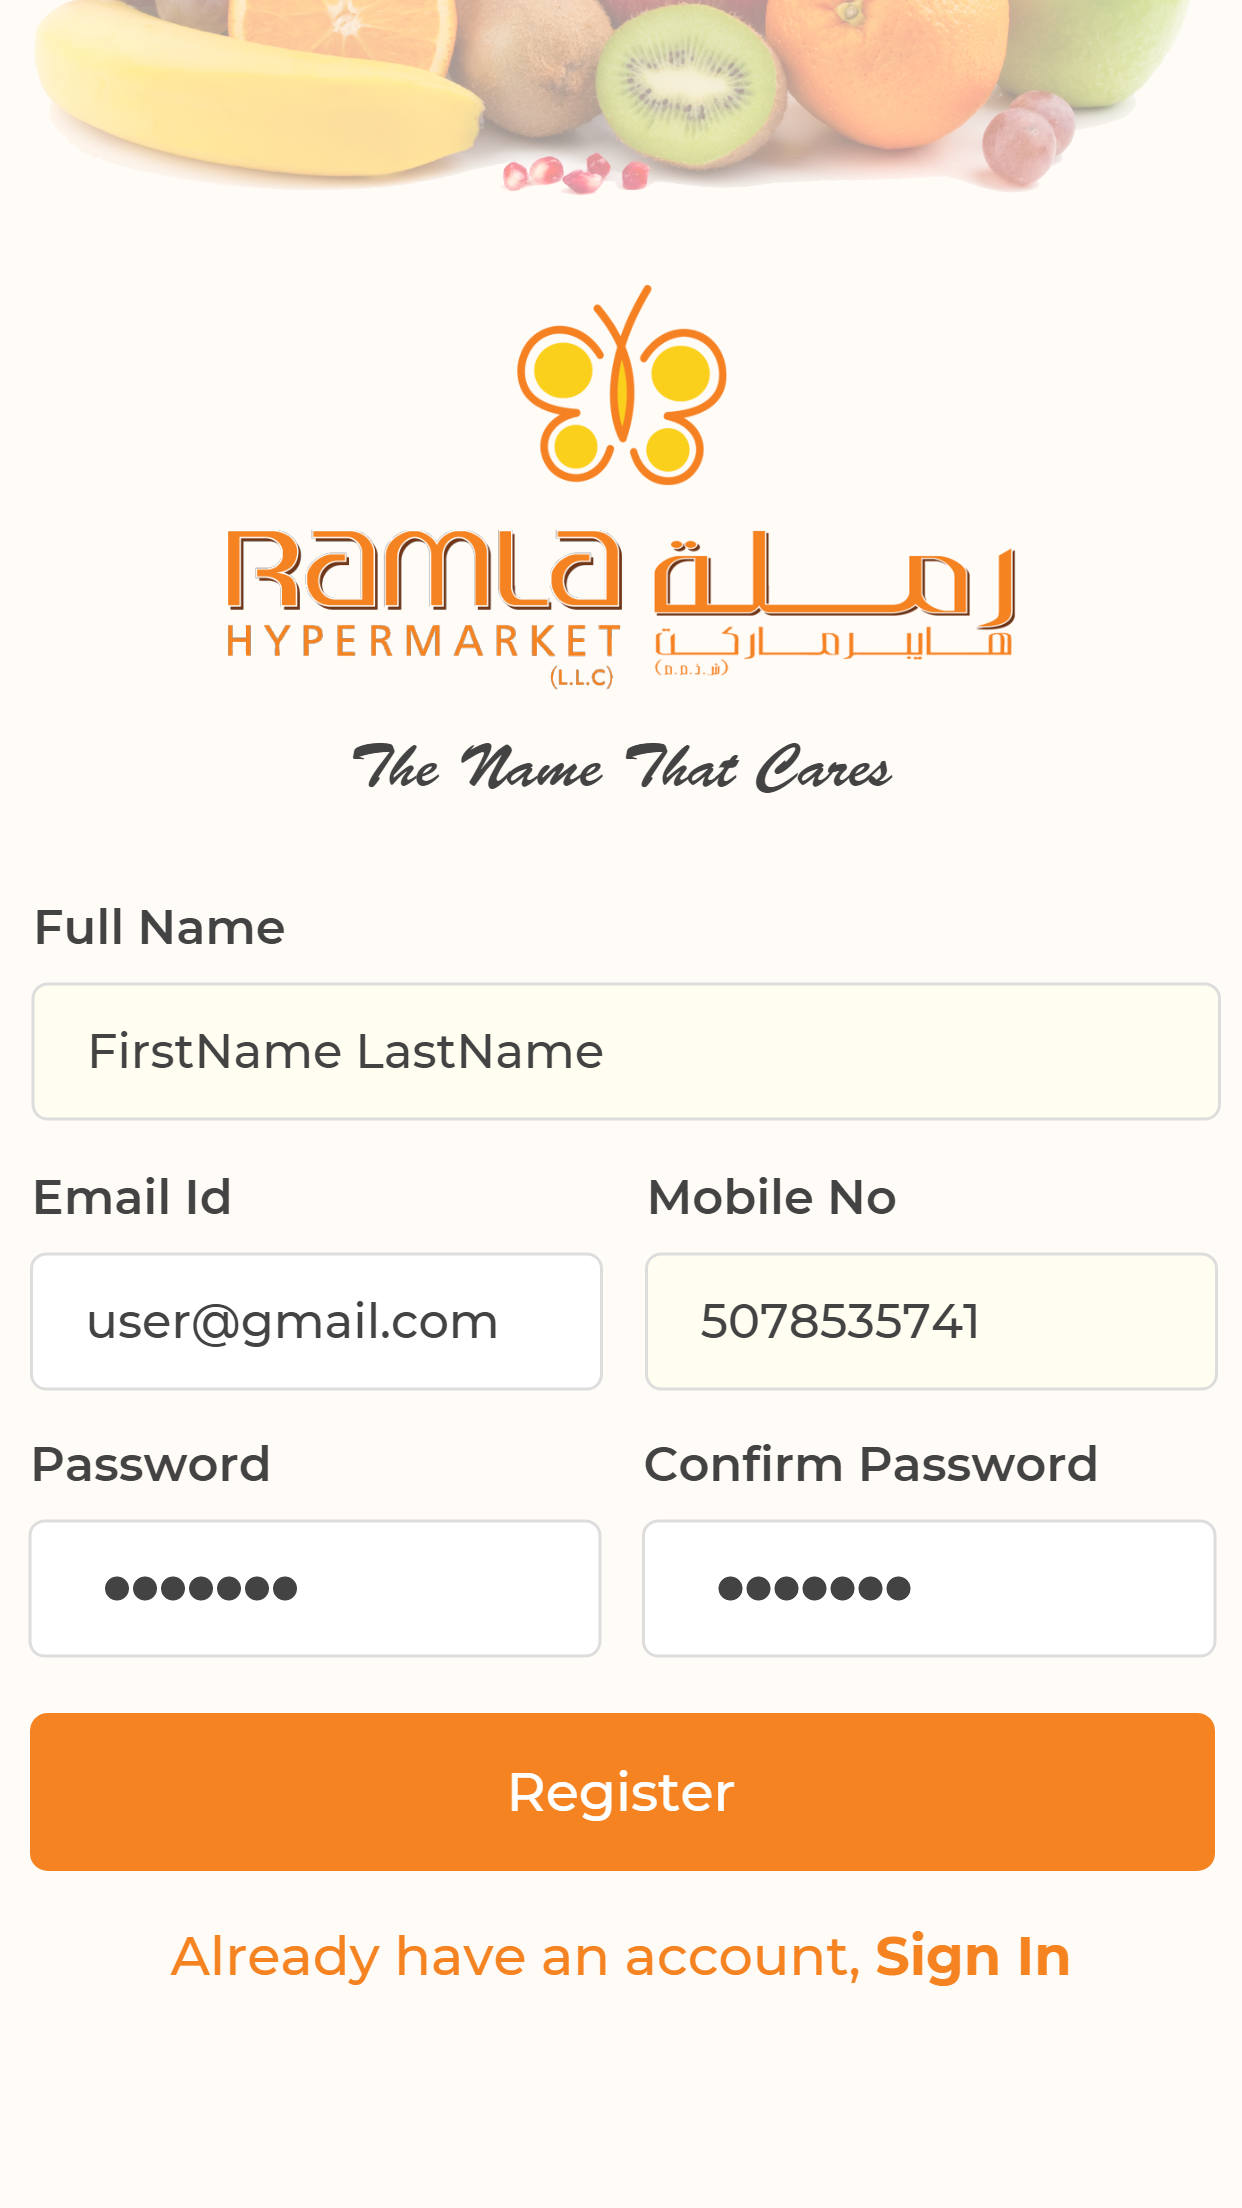 Ramla رملة
HYPERMARKET هايبرماركت
(L.L.C) (ش.ذ.م.م)
The Name That Cares
Full Name
FirstName LastName
Email Id Mobile No
user@gmail.com 5078535741
Password Confirm Password
Register
Already have an account, Sign In